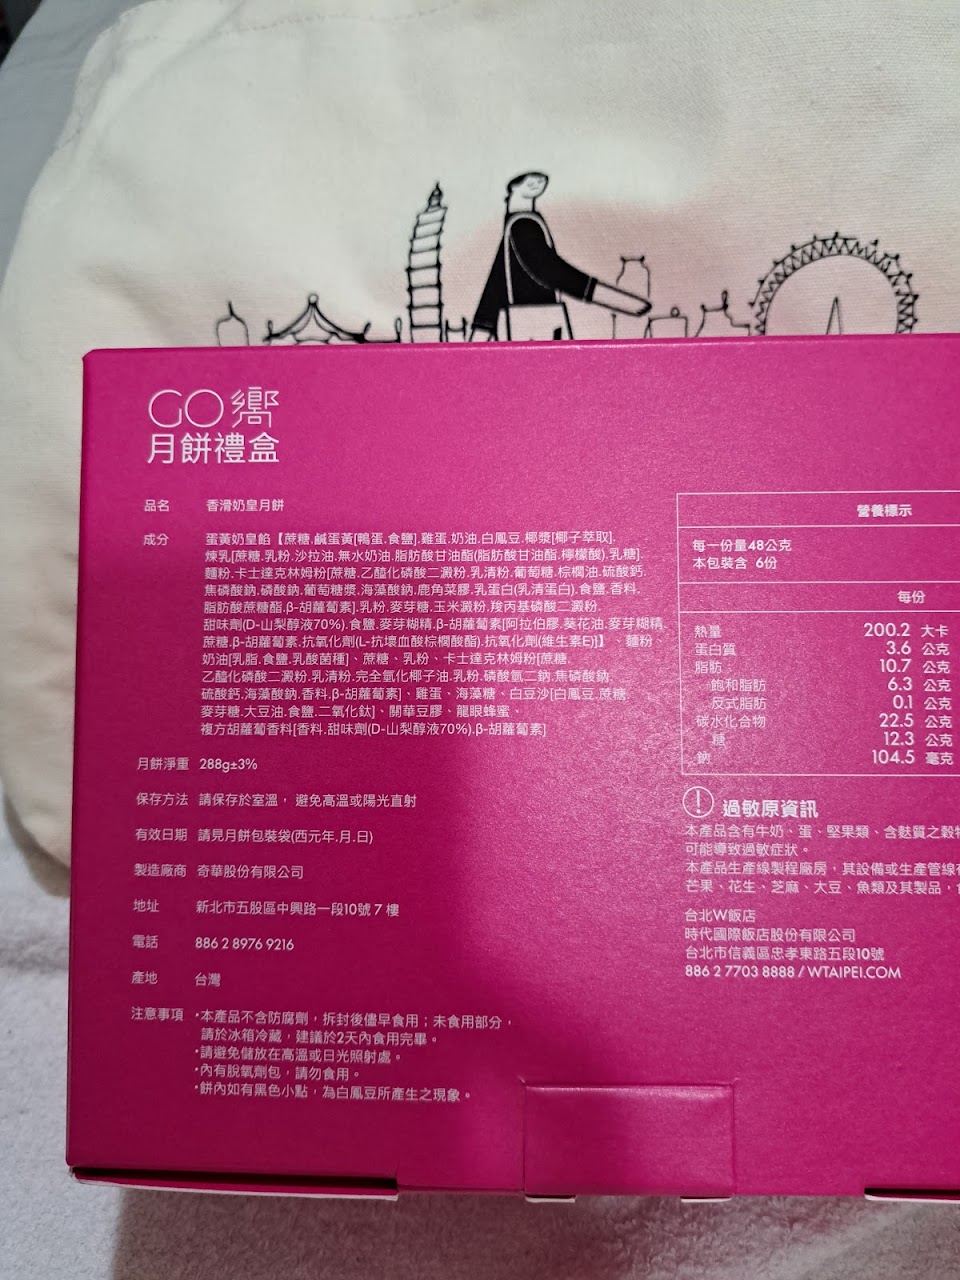 GO嚮
月餅禮盒
品名 香滑奶皇月餅
成分 蛋黃奶皇餡【蔗糖.鹹蛋黃[鴨蛋.食鹽].雞蛋.奶油.白鳳豆.椰漿[椰子萃取].
煉乳[蔗糖.乳粉.沙拉油.無水奶油.脂肪酸甘油酯(脂肪酸甘油酯.檸檬酸).乳糖].
麵粉.卡士達克林姆粉[蔗糖.乙醯化磷酸二澱粉.乳清粉.葡萄糖.棕櫚油.硫酸鈣.
焦磷酸鈉.磷酸鈉.葡萄糖漿.海藻酸鈉.鹿角菜膠.乳蛋白(乳清蛋白).食鹽.香料.
脂肪酸蔗糖酯.β-胡蘿蔔素].乳粉.麥芽糖.玉米澱粉.羧丙基磷酸二澱粉.
甜味劑(D-山梨醇液70%).食鹽.麥芽糊精.β-胡蘿蔔素[阿拉伯膠.葵花油.麥芽糊精.
蔗糖.β-胡蘿蔔素.抗氧化劑(L-抗壞血酸棕櫚酸酯).抗氧化劑(維生素E)]】、麵粉、
奶油[乳脂.食鹽.乳酸菌種]、蔗糖、乳粉、卡士達克林姆粉[蔗糖.
乙醯化磷酸二澱粉.乳清粉.完全氫化椰子油.乳粉.磷酸氫二鈉.焦磷酸鈉.
硫酸鈣.海藻酸鈉.香料.β-胡蘿蔔素]、雞蛋、海藻糖、白豆沙[白鳳豆.蔗糖.
麥芽糖.大豆油.食鹽.二氧化鈦]、關華豆膠、龍眼蜂蜜、
複方胡蘿蔔香料[香料.甜味劑(D-山梨醇液70%).β-胡蘿蔔素]
月餅淨重 288g±3%
保存方法 請保存於室溫，避免高溫或陽光直射
有效日期 請見月餅包裝袋(西元年.月.日)
製造廠商 奇華股份有限公司
地址 新北市五股區中興路一段10號7樓
電話 886 2 8976 9216
產地 台灣
注意事項 •本產品不含防腐劑，拆封後儘早食用；未食用部分，
請於冰箱冷藏，建議於2天內食用完畢。
•請避免儲放在高溫或日光照射處。
•內有脫氧劑包，請勿食用。
•餅內如有黑色小點，為白鳳豆所產生之現象。
營養標示
每一份量48公克
本包裝含 6份
每份
熱量 200.2 大卡
蛋白質 3.6 公克
脂肪 10.7 公克
飽和脂肪 6.3 公克
反式脂肪 0.1 公克
碳水化合物 22.5 公克
糖 12.3 公克
鈉 104.5 毫克
過敏原資訊
本產品含有牛奶、蛋、堅果類、含麩質之穀物
可能導致過敏症狀。
本產品生產線製程廠房，其設備或生產管線
芒果、花生、芝麻、大豆、魚類及其製品，
台北W飯店
時代國際飯店股份有限公司
台北市信義區忠孝東路五段10號
886 2 7703 8888 / WTAIPEI.COM